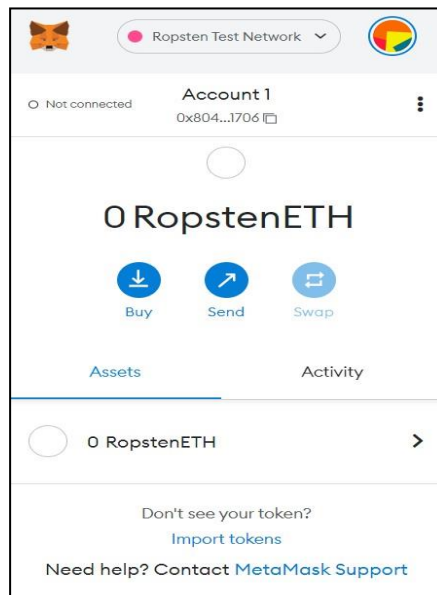 Ropsten Test Network
Not connected
Account 1
0x804...1706
0 RopstenETH
Buy Send Swap
Assets Activity
0 RopstenETH
Don't see your token?
Import tokens
Need help? Contact MetaMask Support